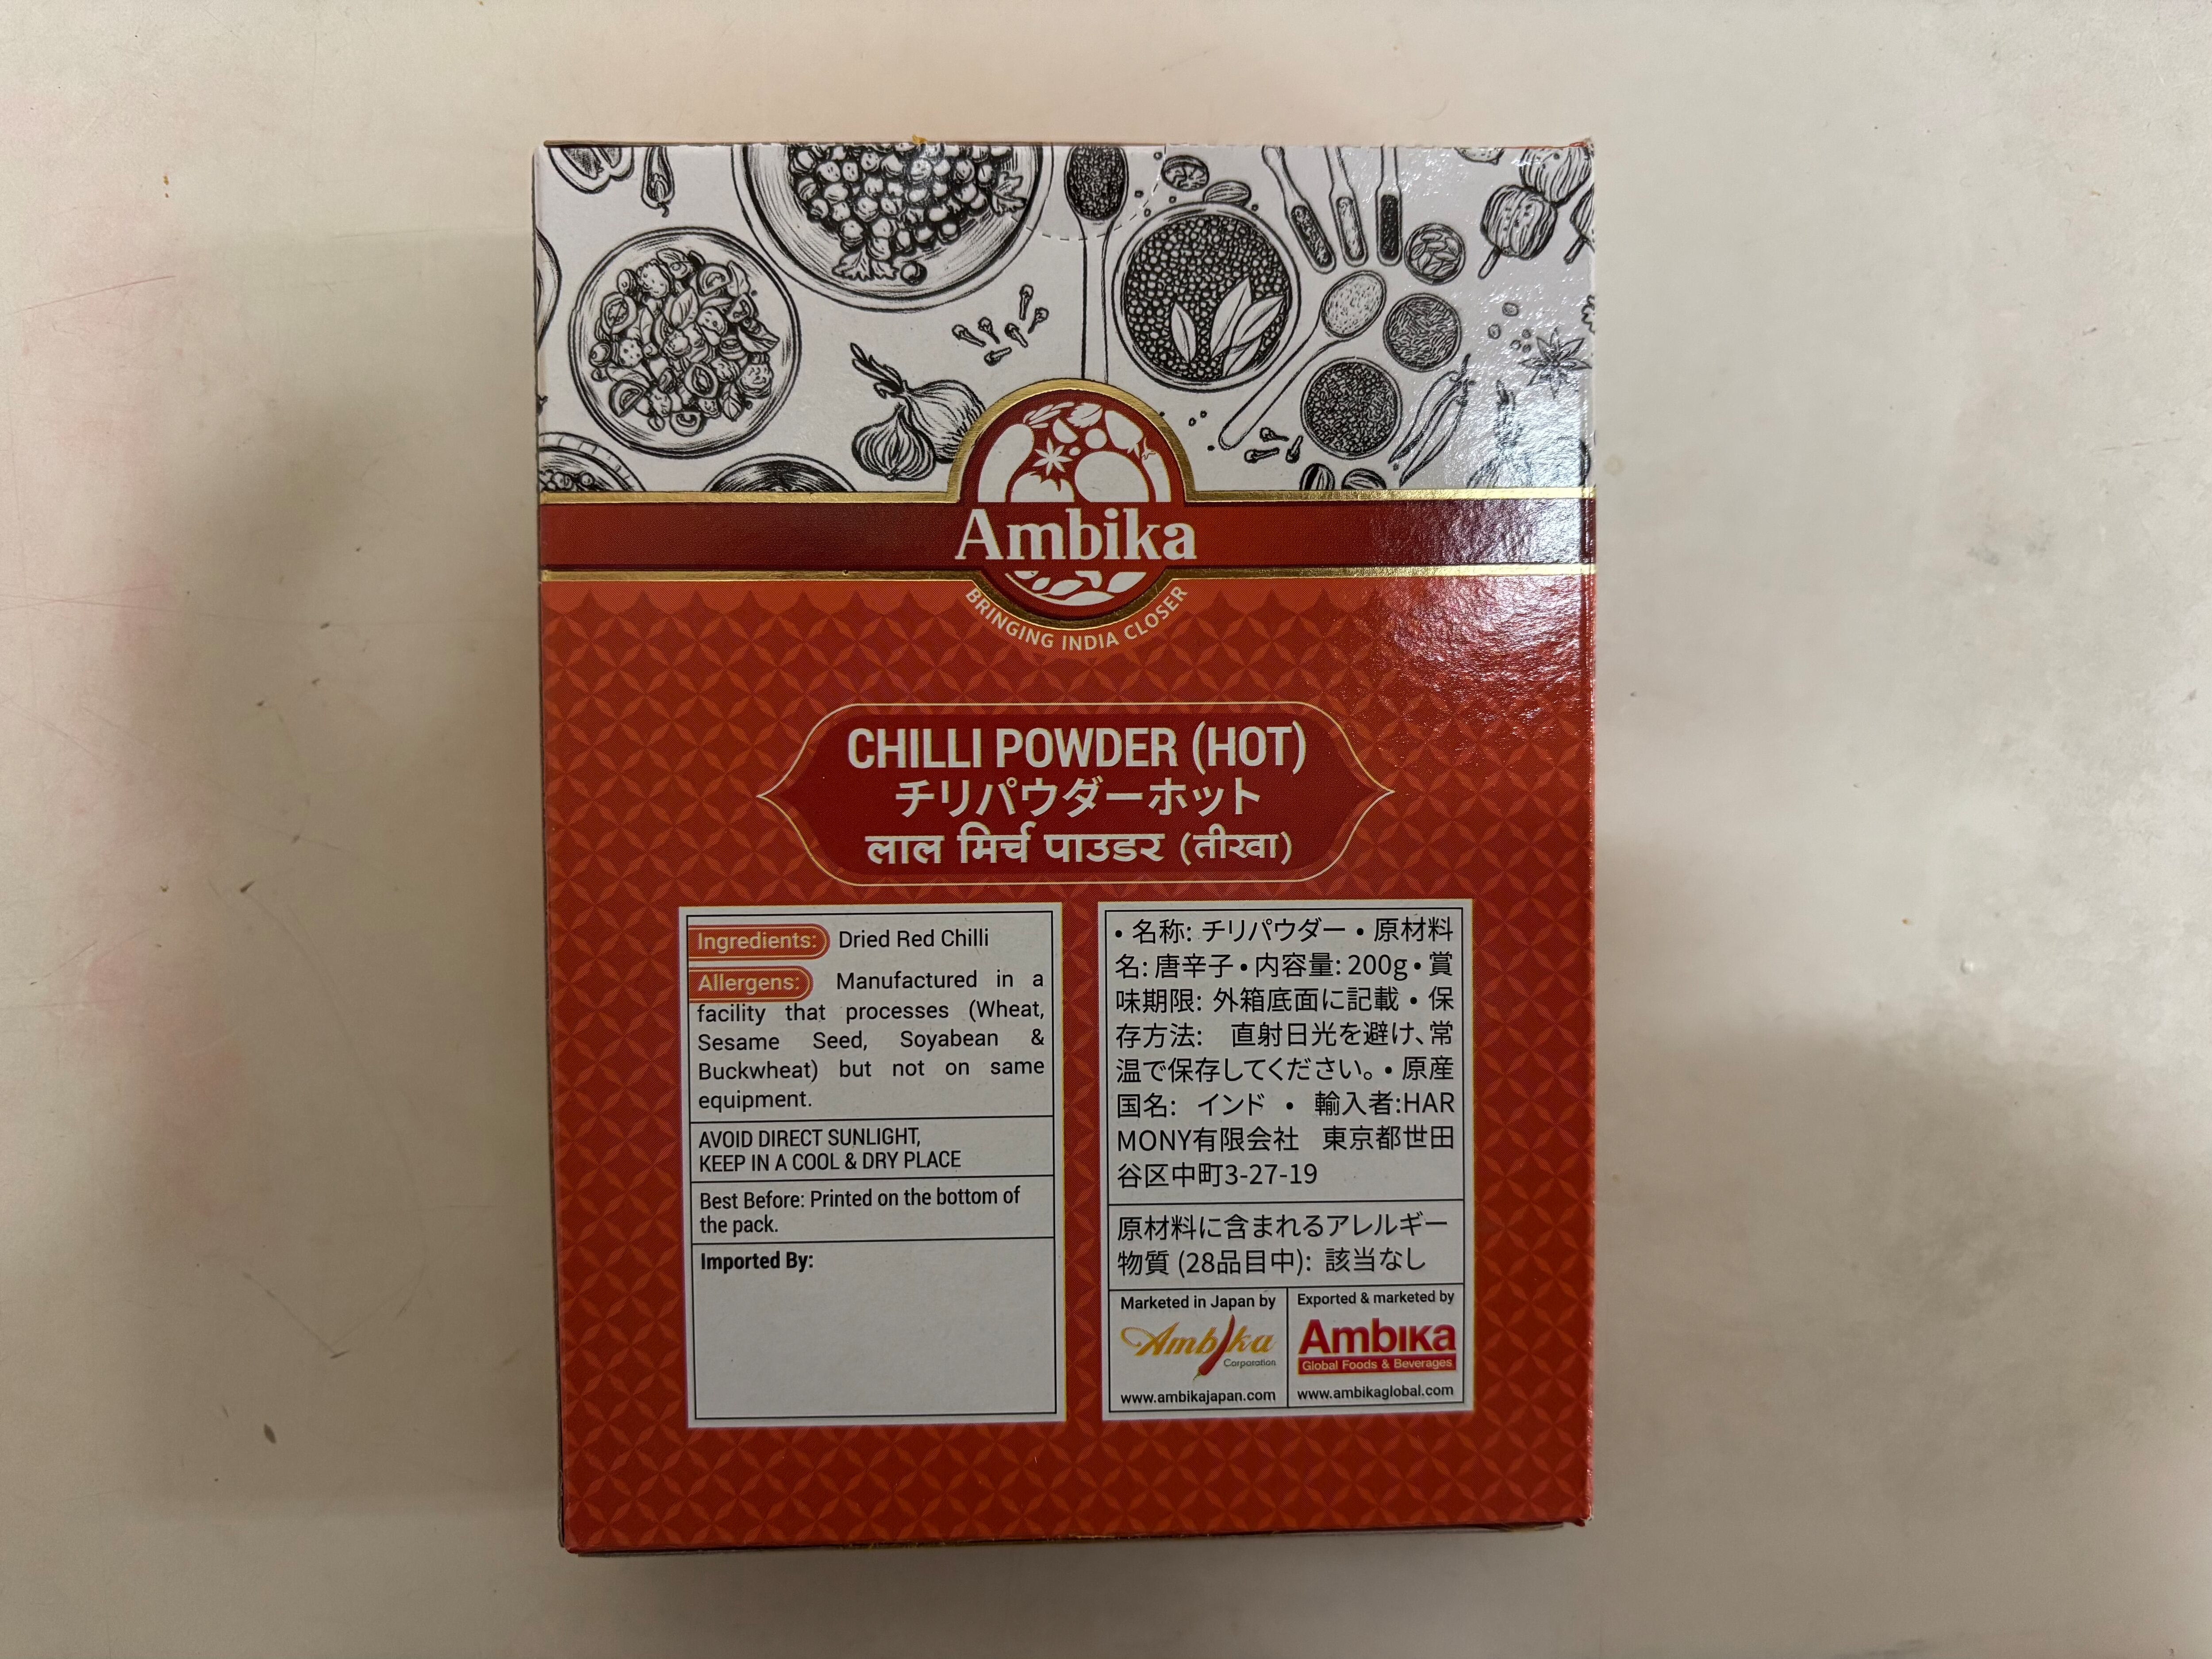 Ambika
BRINGING INDIA CLOSER
CHILLI POWDER (HOT)
チリパウダーホット
लाल मिर्च पाउडर (तीखा)
Ingredients: Dried Red Chilli
Allergens: Manufactured in a
facility that processes (Wheat,
Sesame Seed, Soyabean &
Buckwheat) but not on same
equipment.
AVOID DIRECT SUNLIGHT,
KEEP IN A COOL & DRY PLACE
Best Before: Printed on the bottom of
the pack.
Imported By:
• 名称: チリパウダー • 原材料
名: 唐辛子 • 内容量: 200g • 賞
味期限: 外箱底面に記載 • 保
存方法: 直射日光を避け、常
温で保存してください。 • 原産
国名: インド • 輸入者:HAR
MONY有限会社 東京都世田
谷区中町3-27-19
原材料に含まれるアレルギー
物質 (28品目中): 該当なし
Marketed in Japan by
Ambika
Corporation
www.ambikajapan.com
Exported & marketed by
Ambika
Global Foods & Beverages
www.ambikaglobal.com